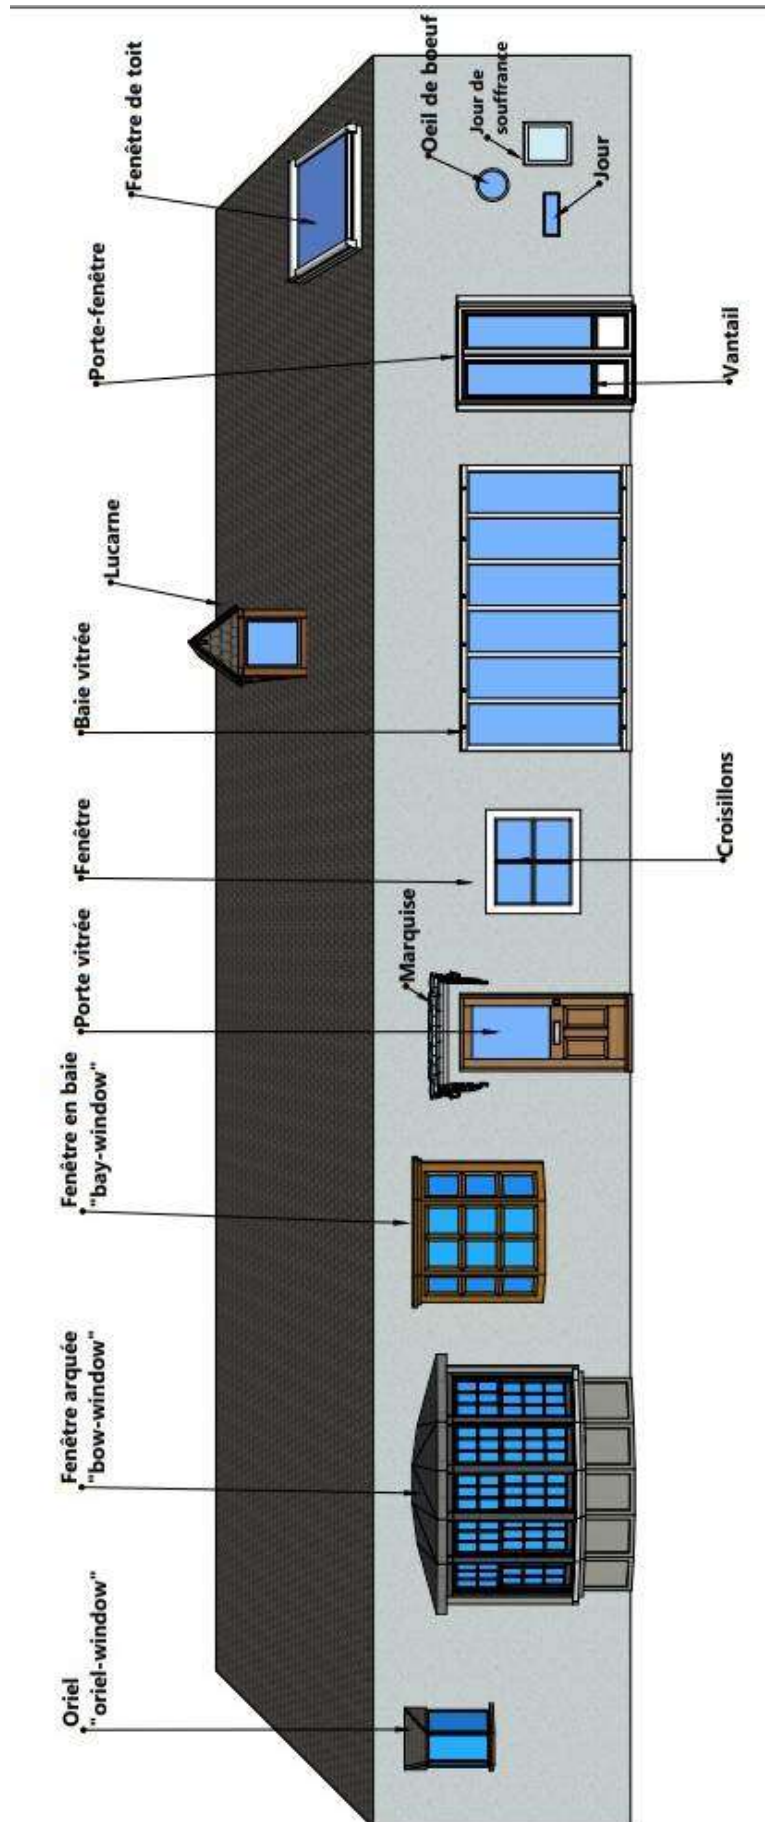 Oriel
"oriel-window"
Fenêtre arquée
"bow-window"
Fenêtre en baie
"bay-window"
Porte vitrée
Fenêtre
Baie vitrée
Lucarne
Porte-fenêtre
Fenêtre de toit
Marquise
Oeil de boeuf
Jour de
souffrance
Jour
Croisillons
Vantail